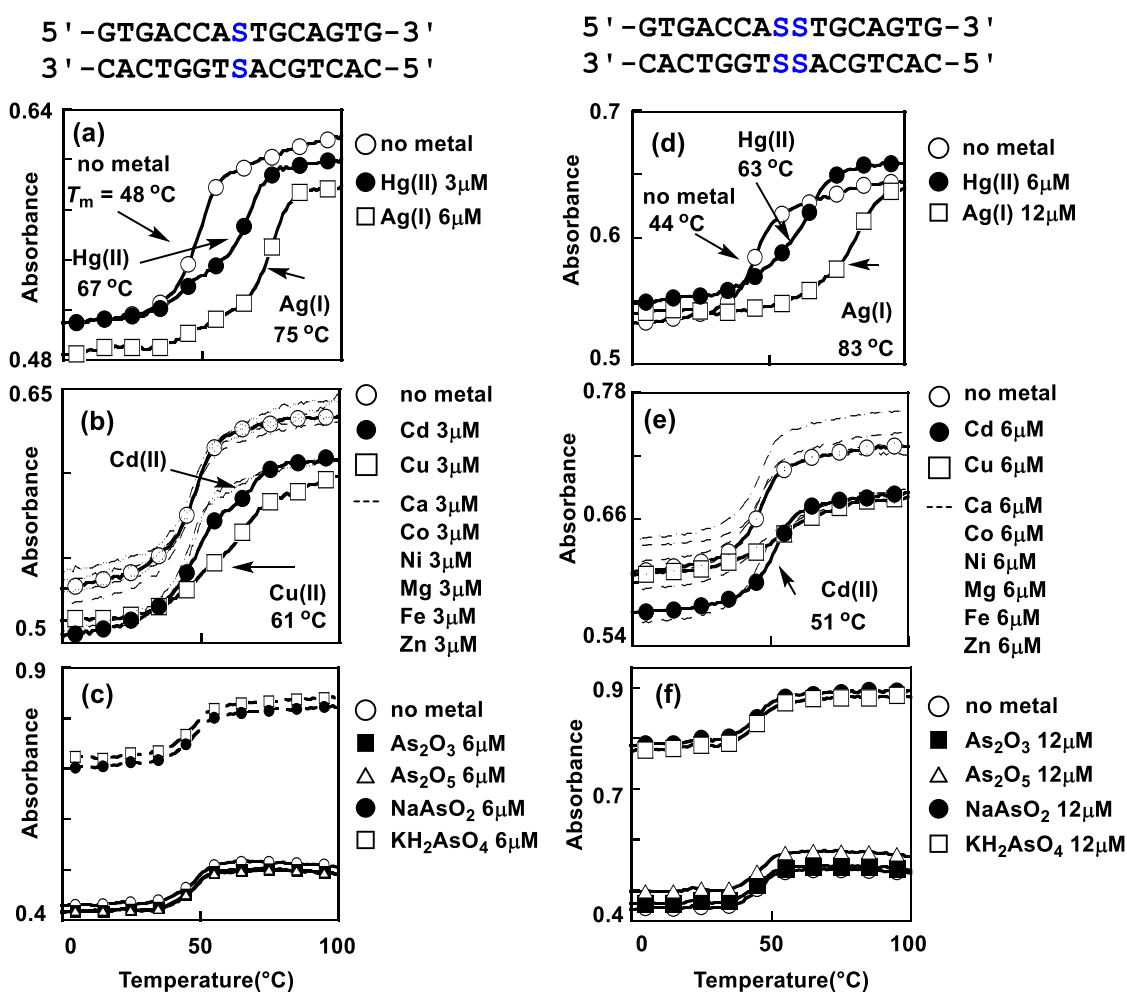 5'-GTGACCASTGCAGTG-3'
3'-CACTGGTSACGTCAC-5'
5'-GTGACCASSTGCAGTG-3'
3'-CACTGGTSSACGTCAC-5'
0.64
(a)
no metal
Tm = 48 °C
Hg(II)
67 °C
Ag(I)
75 °C
0.48
Absorbance
no metal
Hg(II) 3μM
Ag(I) 6μM
0.7
(d)
Hg(II)
63 °C
no metal
44 °C
0.6
Ag(I)
83 °C
0.5
Absorbance
no metal
Hg(II) 6μM
Ag(I) 12μM
0.65
(b)
Cd(II)
Cu(II)
61 °C
0.5
Absorbance
no metal
Cd 3μM
Cu 3μM
Ca 3μM
Co 3μM
Ni 3μM
Mg 3μM
Fe 3μM
Zn 3μM
0.78
(e)
0.66
Cd(II)
51 °C
0.54
Absorbance
no metal
Cd 6μM
Cu 6μM
Ca 6μM
Co 6μM
Ni 6μM
Mg 6μM
Fe 6μM
Zn 6μM
0.9
(c)
0.4
Absorbance
0
50
100
Temperature(°C)
no metal
As2O3 6μM
As2O5 6μM
NaAsO2 6μM
KH2AsO4 6μM
0.9
(f)
0.7
0.4
Absorbance
0
50
100
Temperature(°C)
no metal
As2O3 12μM
As2O5 12μM
NaAsO2 12μM
KH2AsO4 12μM